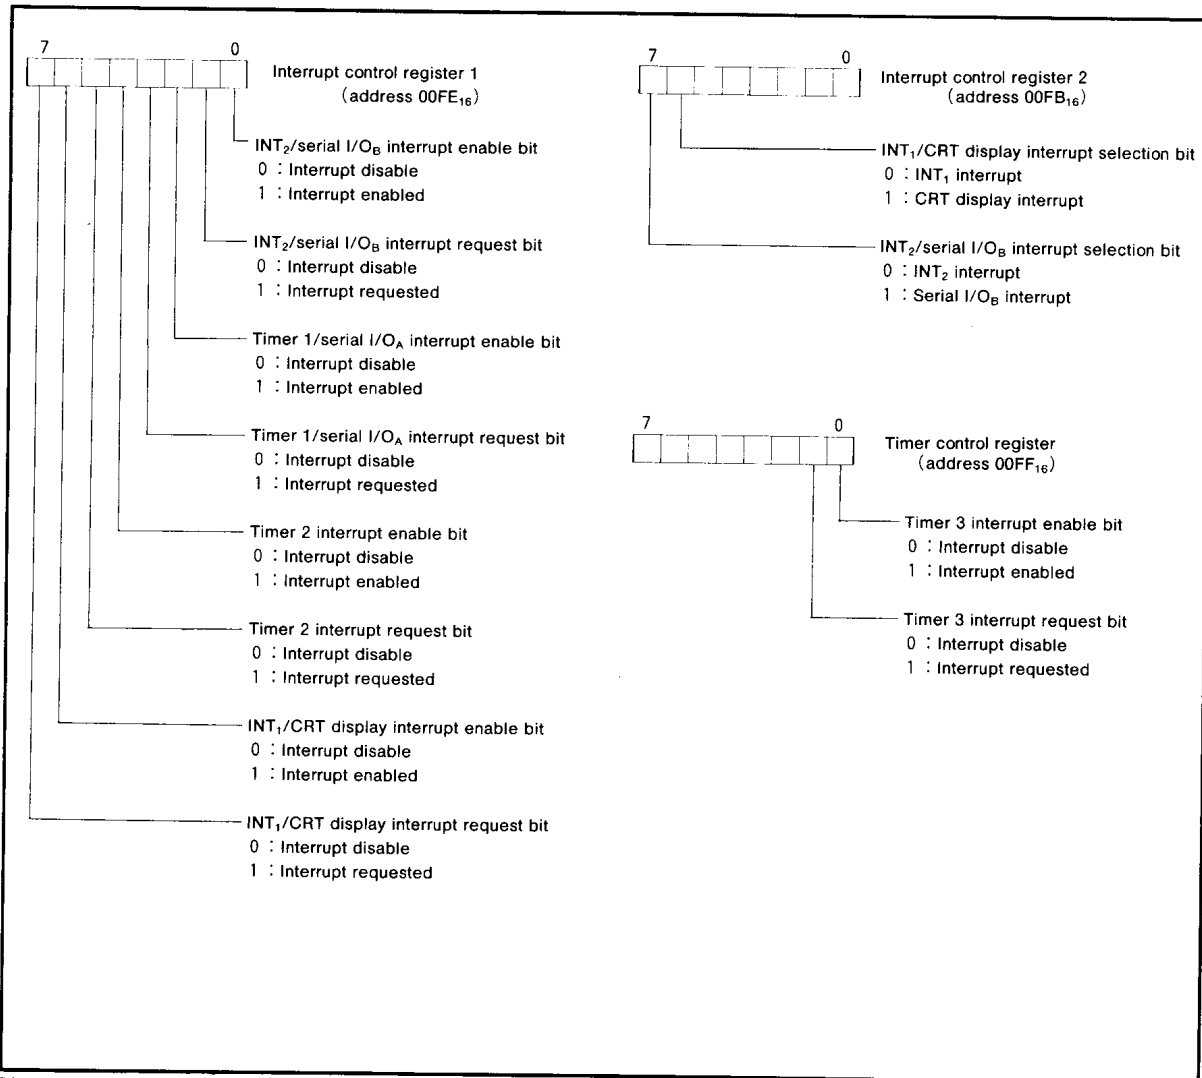 7 0
Interrupt control register 1
(address 00FE₁₆)
INT₂/serial I/O_B interrupt enable bit
0 : Interrupt disable
1 : Interrupt enabled
INT₂/serial I/O_B interrupt request bit
0 : Interrupt disable
1 : Interrupt requested
Timer 1/serial I/O_A interrupt enable bit
0 : Interrupt disable
1 : Interrupt enabled
Timer 1/serial I/O_A interrupt request bit
0 : Interrupt disable
1 : Interrupt requested
Timer 2 interrupt enable bit
0 : Interrupt disable
1 : Interrupt enabled
Timer 2 interrupt request bit
0 : Interrupt disable
1 : Interrupt requested
INT₁/CRT display interrupt enable bit
0 : Interrupt disable
1 : Interrupt enabled
INT₁/CRT display interrupt request bit
0 : Interrupt disable
1 : Interrupt requested
7 0
Interrupt control register 2
(address 00FB₁₆)
INT₁/CRT display interrupt selection bit
0 : INT₁ interrupt
1 : CRT display interrupt
INT₂/serial I/O_B interrupt selection bit
0 : INT₂ interrupt
1 : Serial I/O_B interrupt
7 0
Timer control register
(address 00FF₁₆)
Timer 3 interrupt enable bit
0 : Interrupt disable
1 : Interrupt enabled
Timer 3 interrupt request bit
0 : Interrupt disable
1 : Interrupt requested